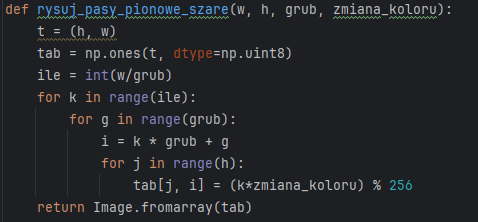 def rysuj_pasy_pionowe_szare(w, h, grub, zmiana_koloru):
    t = (h, w)
    tab = np.ones(t, dtype=np.uint8)
    ile = int(w/grub)
    for k in range(ile):
        for g in range(grub):
            i = k * grub + g
            for j in range(h):
                tab[j, i] = (k*zmiana_koloru) % 256
    return Image.fromarray(tab)